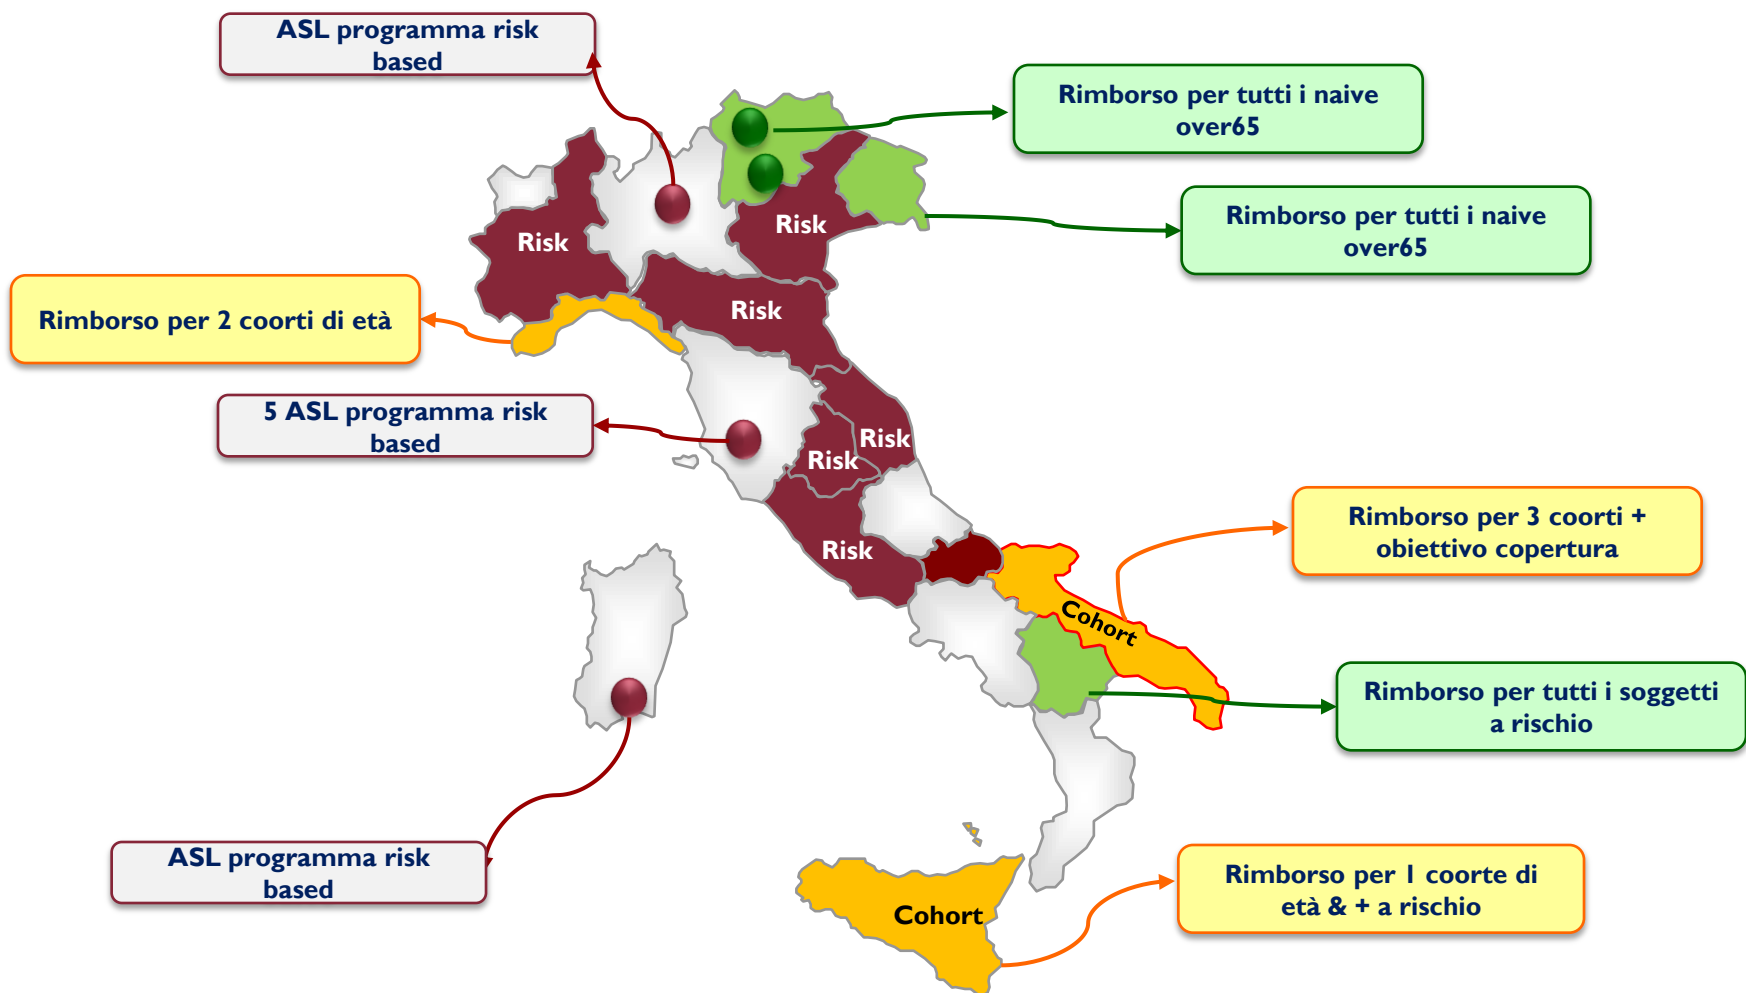 ASL programma risk
based
Rimborso per tutti i naive
over65
Rimborso per tutti i naive
over65
Risk
Risk
Rimborso per 2 coorti di età
Risk
5 ASL programma risk
based
Risk
Risk
Risk
Rimborso per 3 coorti +
obiettivo copertura
Cohort
Rimborso per tutti i soggetti
a rischio
ASL programma risk
based
Rimborso per 1 coorte di
età & + a rischio
Cohort